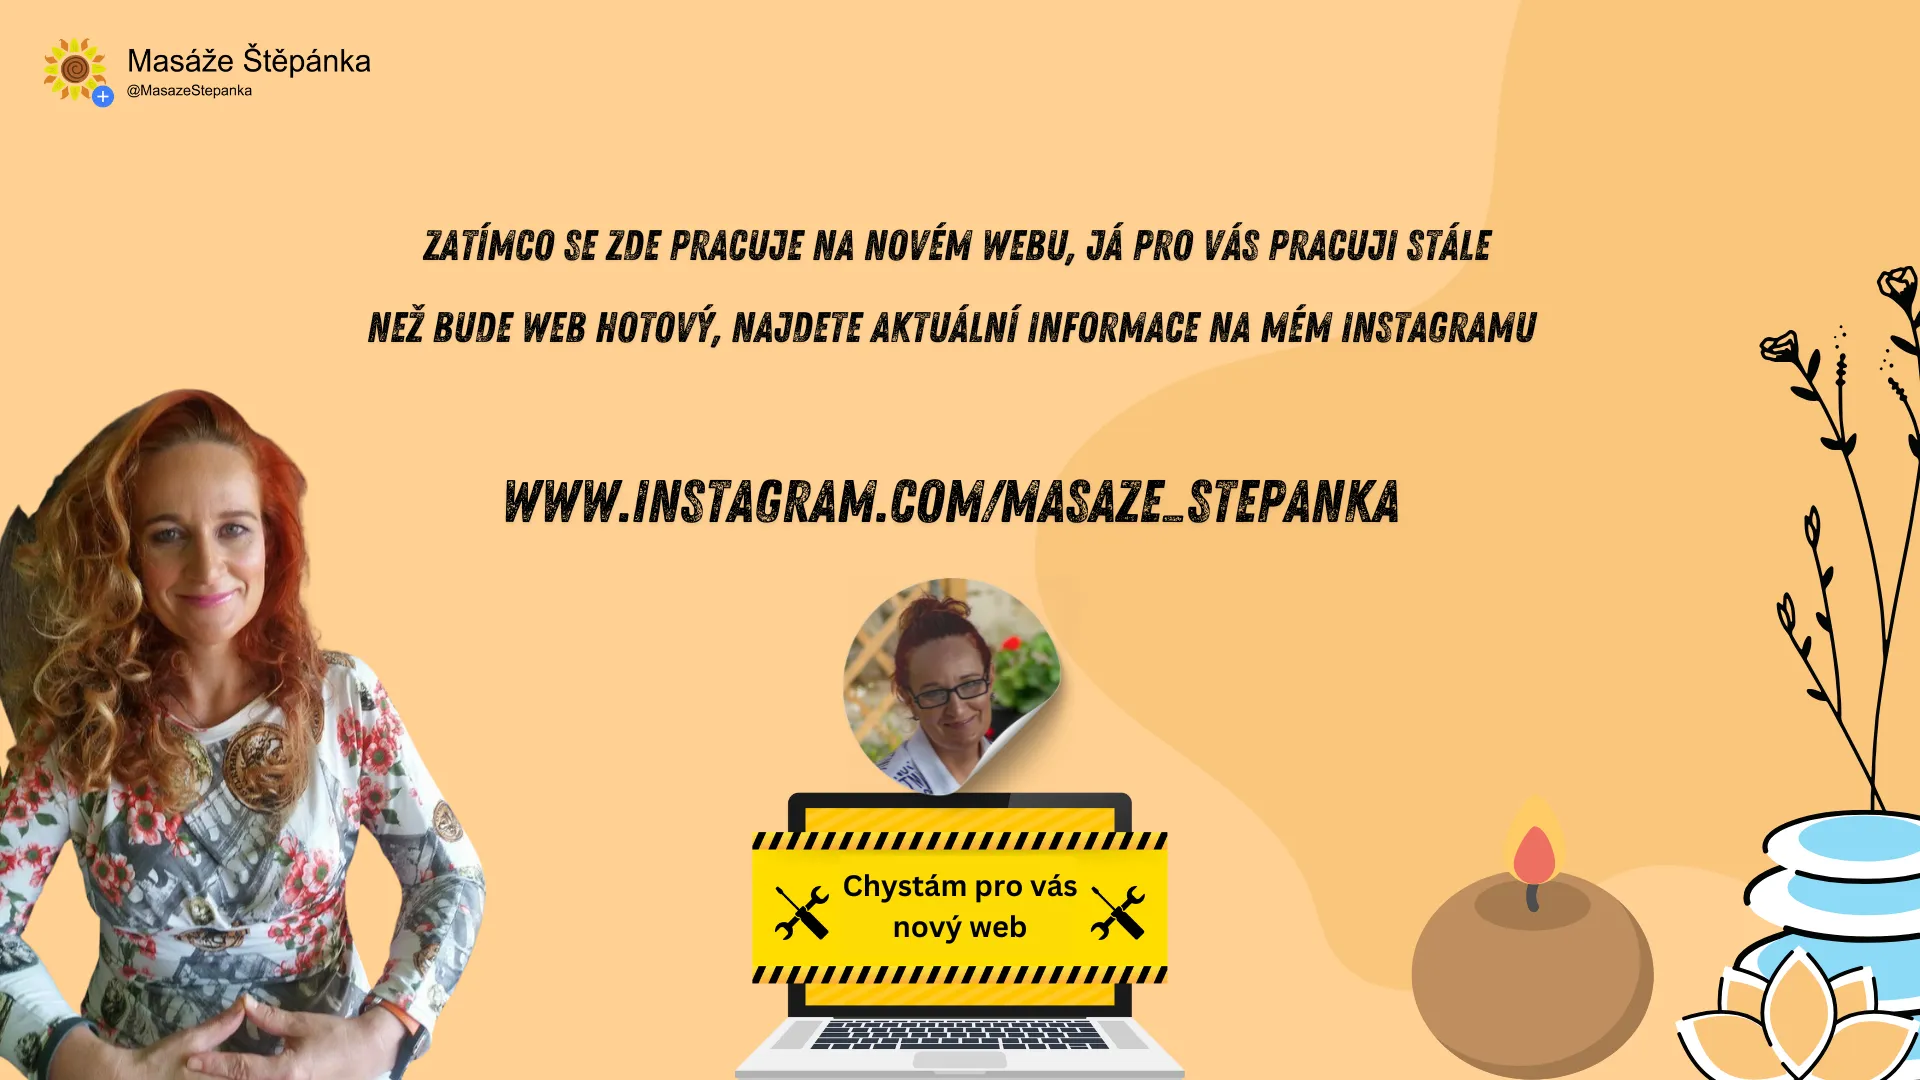 Masáže Štěpánka
@MasazeStepanka
ZATÍMCO SE ZDE PRACUJE NA NOVÉM WEBU, JÁ PRO VÁS PRACUJI STÁLE
NEŽ BUDE WEB HOTOVÝ, NAJDETE AKTUÁLNÍ INFORMACE NA MÉM INSTAGRAMU
WWW.INSTAGRAM.COM/MASAZE_STEPANKA
Chystám pro vás
nový web